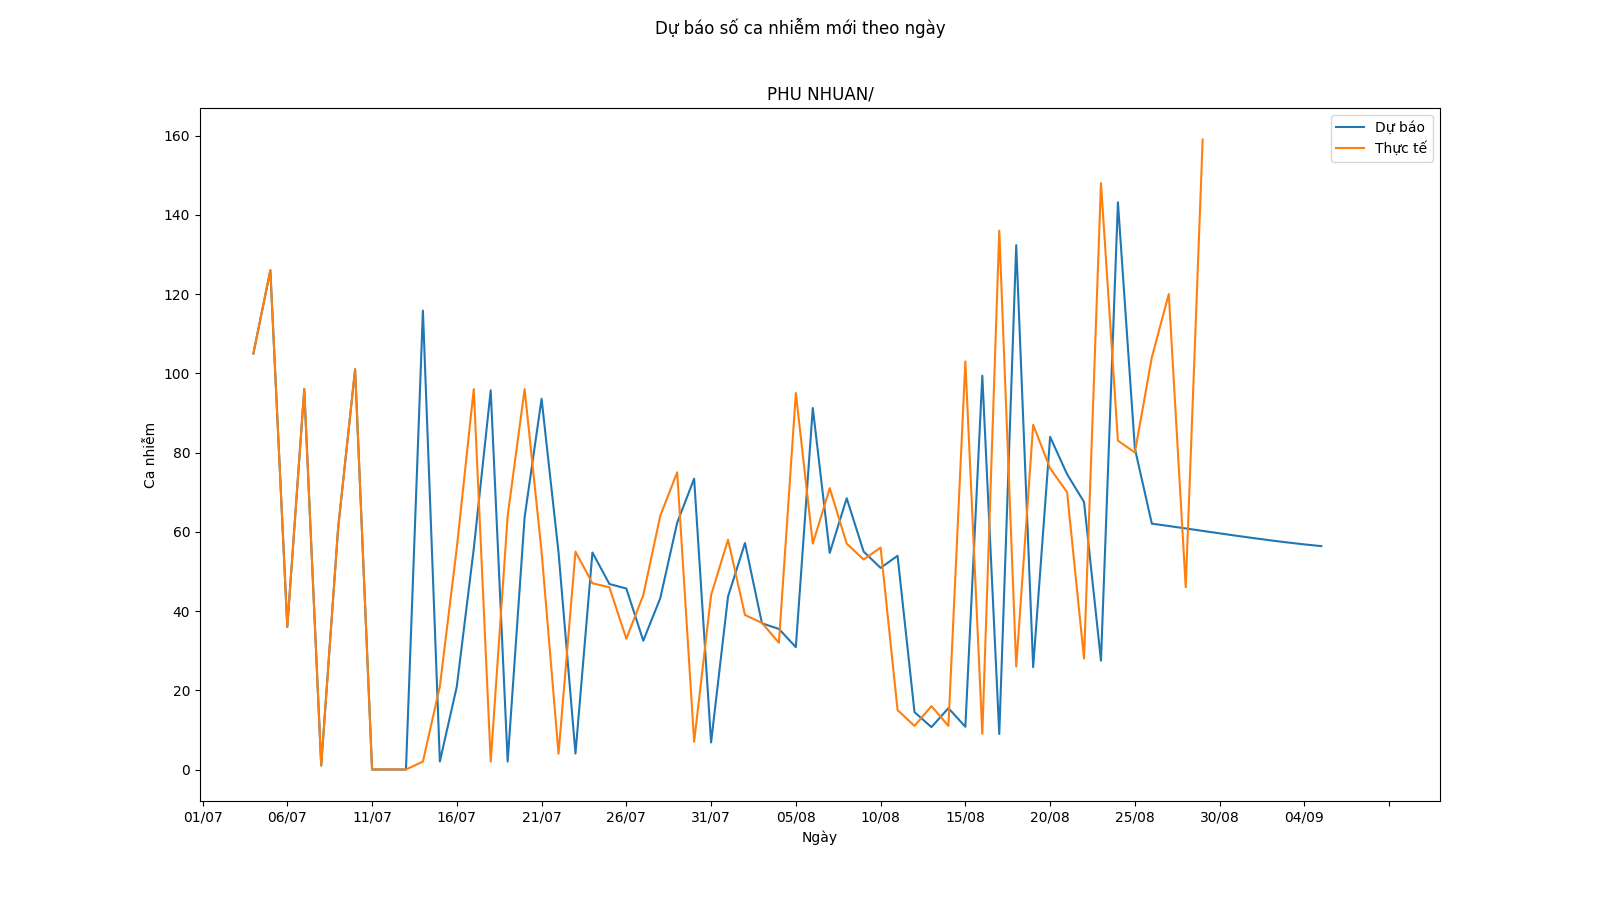 Dự báo số ca nhiễm mới theo ngày
PHU NHUAN/
Dự báo
Thực tế
Ca nhiễm
160
140
120
100
80
60
40
20
0
01/07 06/07 11/07 16/07 21/07 26/07 31/07 05/08 10/08 15/08 20/08 25/08 30/08 04/09
Ngày